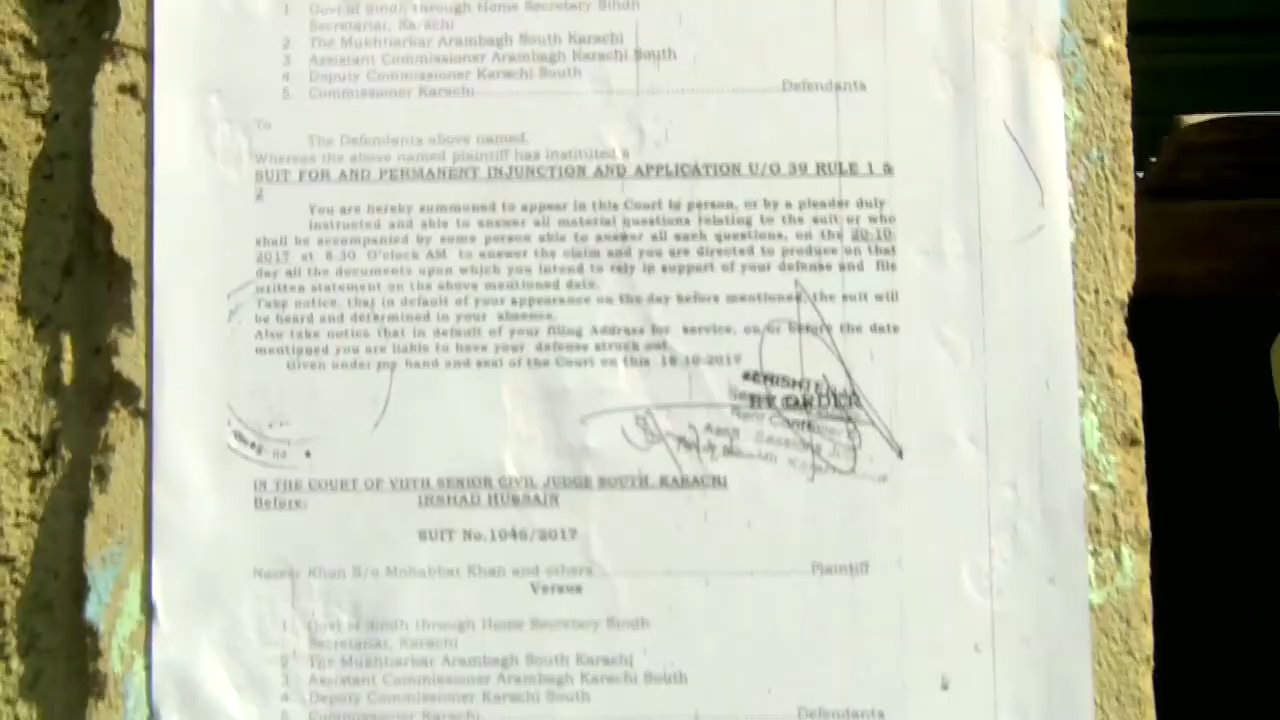 1. Govt of Sindh through Home Secretary Sindh
Secretariat, Karachi
2. The Mukhtiarkar Arambagh South Karachi
3. Assistant Commissioner Arambagh Karachi South
4. Deputy Commissioner Karachi South
5. Commissioner Karachi Defendants
To
The Defendants above named.
Whereas the above named plaintiff has instituted a
SUIT FOR AND PERMANENT INJUNCTION AND APPLICATION U/O 39 RULE 1 &
2
You are hereby summoned to appear in this Court in person, or by a pleader duly
instructed and able to answer all material questions relating to the suit or who
shall be accompanied by some person able to answer all such questions, on the 20-10-
2017 at 8.30 O'clock AM to answer the claim and you are directed to produce on that
day all the documents upon which you intend to rely in support of your defense and file
written statement on the above mentioned date.
Take notice, that in default of your appearance on the day before mentioned, the suit will
be heard and determined in your absence.
Also take notice that in default of your filing Address for service, on or before the date
mentioned you are liable to have your defense struck out.
Given under my hand and seal of the Court on this 18-10-2017
BY ORDER
IN THE COURT OF VIITH SENIOR CIVIL JUDGE SOUTH, KARACHI
Before: IRSHAD HUSSAIN
SUIT No.1046/2017
Khan S/o Mohabbat Khan and others Plaintiff
Versus
1. Govt of Sindh through Home Secretary Sindh
Secretariat, Karachi
2. The Mukhtiarkar Arambagh South Karachi
3. Assistant Commissioner Arambagh Karachi South
4. Deputy Commissioner Karachi South
5. Commissioner Karachi Defendants